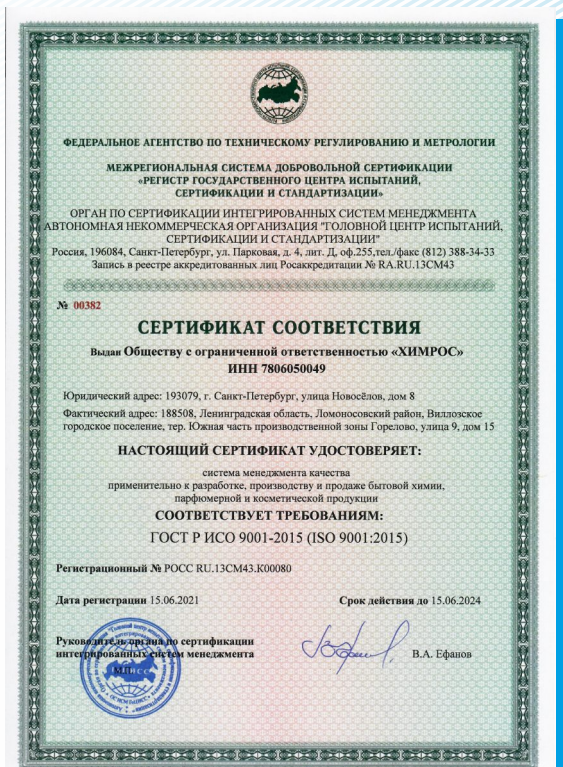 ФЕДЕРАЛЬНОЕ АГЕНТСТВО ПО ТЕХНИЧЕСКОМУ РЕГУЛИРОВАНИЮ И МЕТРОЛОГИИ
МЕЖРЕГИОНАЛЬНАЯ СИСТЕМА ДОБРОВОЛЬНОЙ СЕРТИФИКАЦИИ
«РЕГИСТР ГОСУДАРСТВЕННОГО ЦЕНТРА ИСПЫТАНИЙ,
СЕРТИФИКАЦИИ И СТАНДАРТИЗАЦИИ»
ОРГАН ПО СЕРТИФИКАЦИИ ИНТЕГРИРОВАННЫХ СИСТЕМ МЕНЕДЖМЕНТА
АВТОНОМНАЯ НЕКОММЕРЧЕСКАЯ ОРГАНИЗАЦИЯ "ГОЛОВНОЙ ЦЕНТР ИСПЫТАНИЙ,
СЕРТИФИКАЦИИ И СТАНДАРТИЗАЦИИ"
Россия, 196084, Санкт-Петербург, ул. Парковая, д. 4, лит. Д, оф.255,тел./факс (812) 388-34-33
Запись в реестре аккредитованных лиц Росаккредитации № RA.RU.13СМ43
№ 00382
СЕРТИФИКАТ СООТВЕТСТВИЯ
Выдан Обществу с ограниченной ответственностью «ХИМРОС»
ИНН 7806050049
Юридический адрес: 193079, г. Санкт-Петербург, улица Новосёлов, дом 8
Фактический адрес: 188508, Ленинградская область, Ломоносовский район, Виллозское
городское поселение, тер. Южная часть производственной зоны Горелово, улица 9, дом 15
НАСТОЯЩИЙ СЕРТИФИКАТ УДОСТОВЕРЯЕТ:
система менеджмента качества
применительно к разработке, производству и продаже бытовой химии,
парфюмерной и косметической продукции
СООТВЕТСТВУЕТ ТРЕБОВАНИЯМ:
ГОСТ Р ИСО 9001-2015 (ISO 9001:2015)
Регистрационный № РОСС RU.13СМ43.К00080
Дата регистрации 15.06.2021 Срок действия до 15.06.2024
Руководитель органа по сертификации
интегрированных систем менеджмента В.А. Ефанов
М.П.